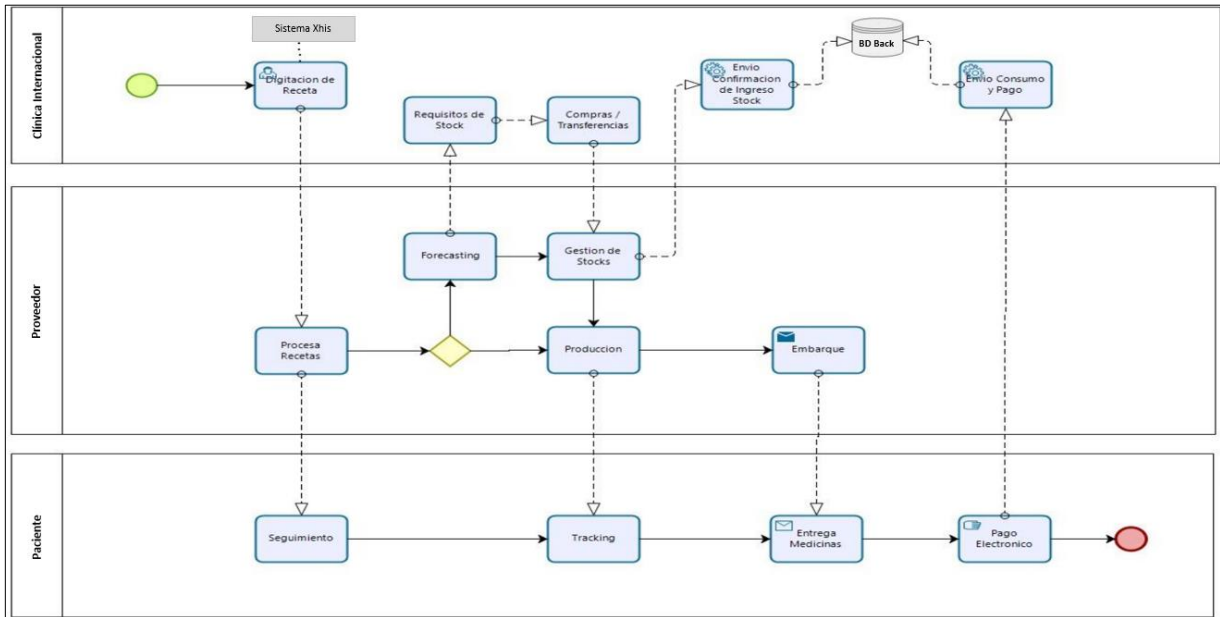 Clínica Internacional
Sistema Xhis
Digitacion de
Receta
Requisitos de
Stock
Compras /
Transferencias
Envio
Confirmacion
de Ingreso
Stock
BD Back
Envio Consumo
y Pago
Proveedor
Forecasting
Gestion de
Stocks
Procesa
Recetas
Produccion
Embarque
Paciente
Seguimiento
Tracking
Entrega
Medicinas
Pago
Electronico